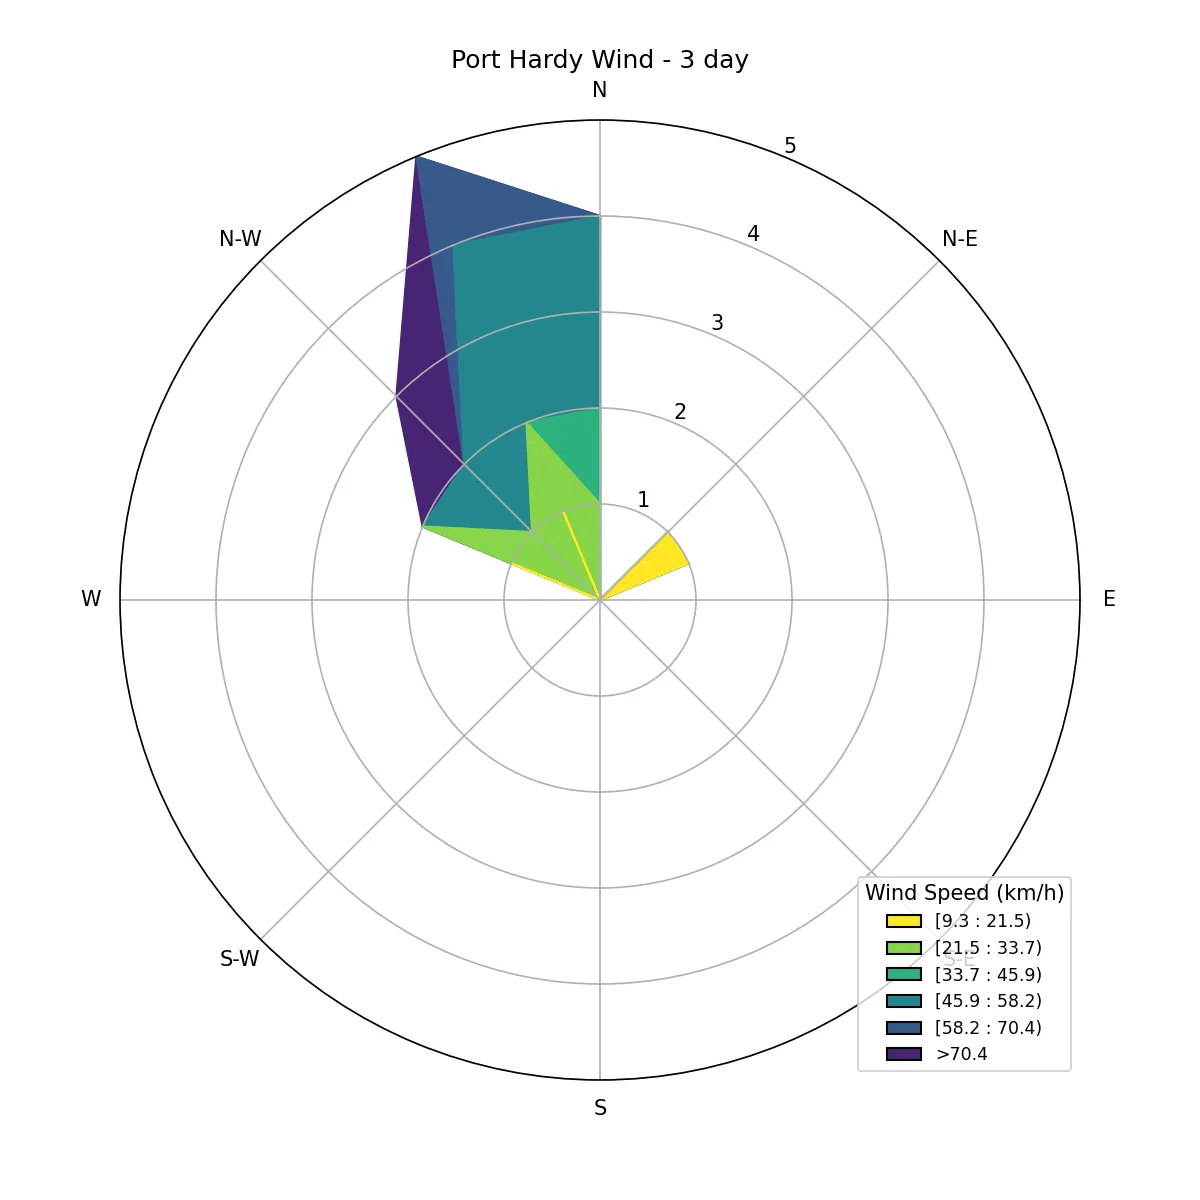 Port Hardy Wind - 3 day
N
5
4
N-W
N-E
3
2
1
W
E
Wind Speed (km/h)
[9.3 : 21.5)
[21.5 : 33.7)
S-W
S-E
[33.7 : 45.9)
[45.9 : 58.2)
[58.2 : 70.4)
>70.4
S